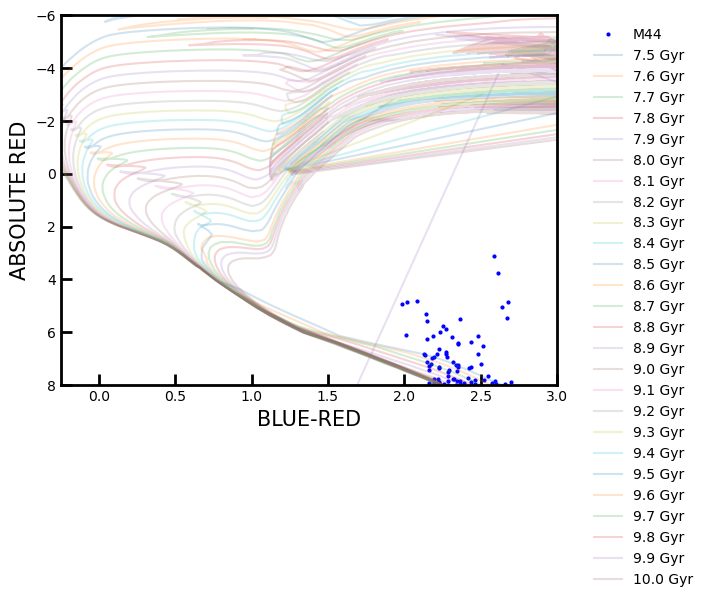 −6
−4
−2
0
2
4
6
8
0.0 0.5 1.0 1.5 2.0 2.5 3.0
BLUE-RED
ABSOLUTE RED
M44
7.5 Gyr
7.6 Gyr
7.7 Gyr
7.8 Gyr
7.9 Gyr
8.0 Gyr
8.1 Gyr
8.2 Gyr
8.3 Gyr
8.4 Gyr
8.5 Gyr
8.6 Gyr
8.7 Gyr
8.8 Gyr
8.9 Gyr
9.0 Gyr
9.1 Gyr
9.2 Gyr
9.3 Gyr
9.4 Gyr
9.5 Gyr
9.6 Gyr
9.7 Gyr
9.8 Gyr
9.9 Gyr
10.0 Gyr